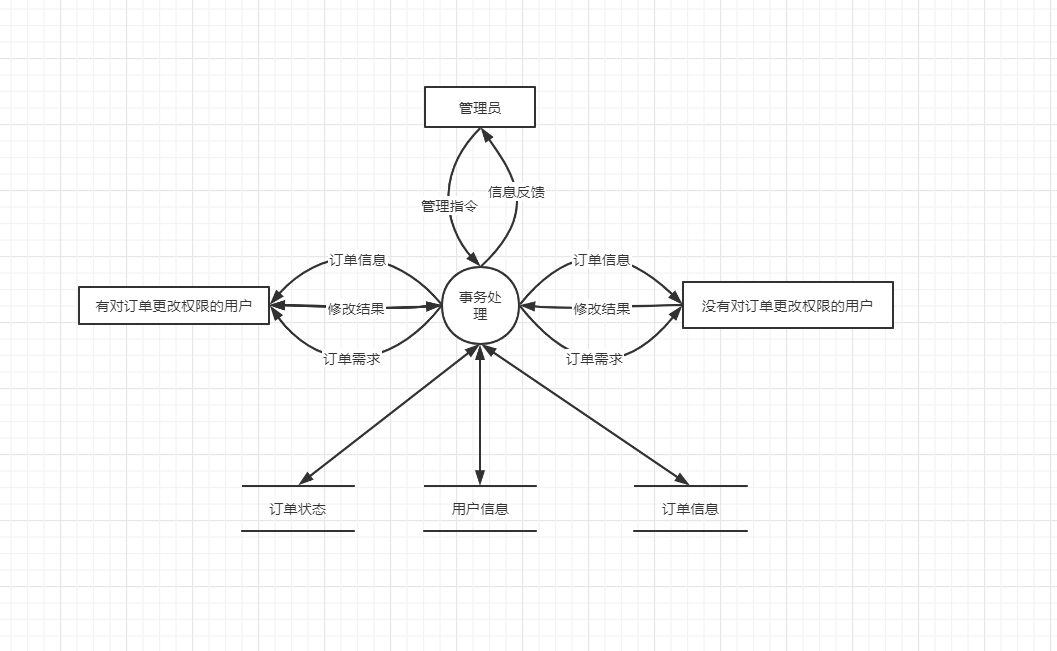 管理员
信息反馈
管理指令
订单信息
订单信息
有对订单更改权限的用户
修改结果
事务处
理
修改结果
没有对订单更改权限的用户
订单需求
订单需求
订单状态
用户信息
订单信息